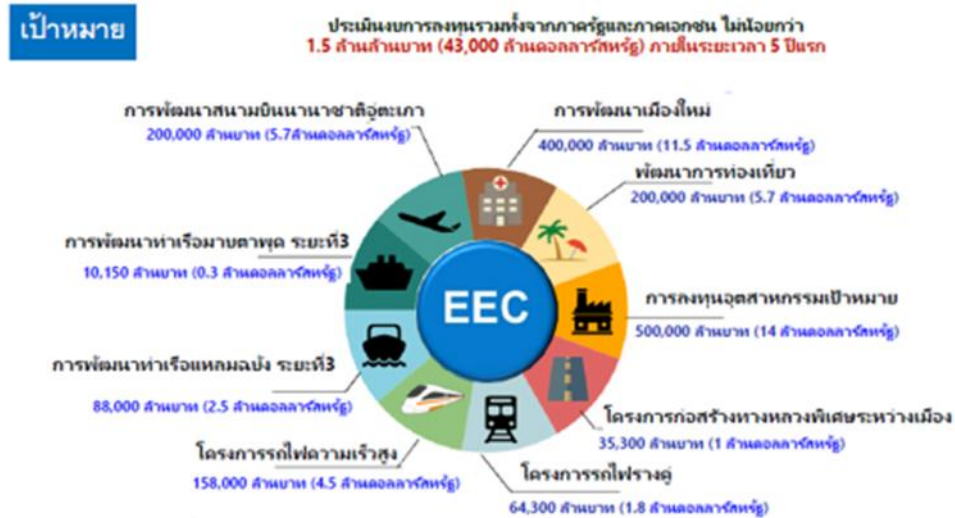 เป้าหมาย
ประเมินงบการลงทุนรวมทั้งจากภาครัฐและภาคเอกชน ไม่น้อยกว่า
1.5 ล้านล้านบาท (43,000 ล้านดอลลาร์สหรัฐ) ภายในระยะเวลา 5 ปีแรก
การพัฒนาสนามบินนานาชาติอู่ตะเภา
200,000 ล้านบาท (5.7ล้านดอลลาร์สหรัฐ)
การพัฒนาเมืองใหม่
400,000 ล้านบาท (11.5 ล้านดอลลาร์สหรัฐ)
พัฒนาการท่องเที่ยว
200,000 ล้านบาท (5.7 ล้านดอลลาร์สหรัฐ)
การพัฒนาท่าเรือมาบตาพุด ระยะที่3
10,150 ล้านบาท (0.3 ล้านดอลลาร์สหรัฐ)
EEC
การลงทุนอุตสาหกรรมเป้าหมาย
500,000 ล้านบาท (14 ล้านดอลลาร์สหรัฐ)
การพัฒนาท่าเรือแหลมฉบัง ระยะที่3
88,000 ล้านบาท (2.5 ล้านดอลลาร์สหรัฐ)
โครงการก่อสร้างทางหลวงพิเศษระหว่างเมือง
35,300 ล้านบาท (1 ล้านดอลลาร์สหรัฐ)
โครงการรถไฟความเร็วสูง
158,000 ล้านบาท (4.5 ล้านดอลลาร์สหรัฐ)
โครงการรถไฟรางคู่
64,300 ล้านบาท (1.8 ล้านดอลลาร์สหรัฐ)